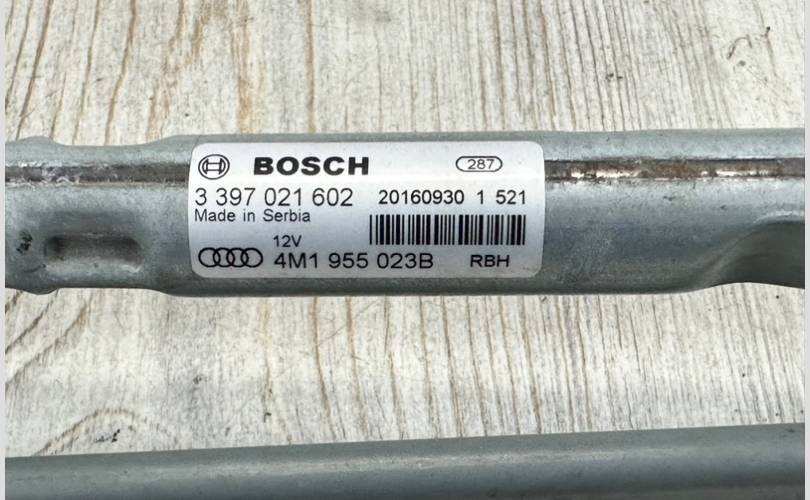 BOSCH 287
3 397 021 602 20160930 1 521
Made in Serbia
12V
4M1 955 023B RBH